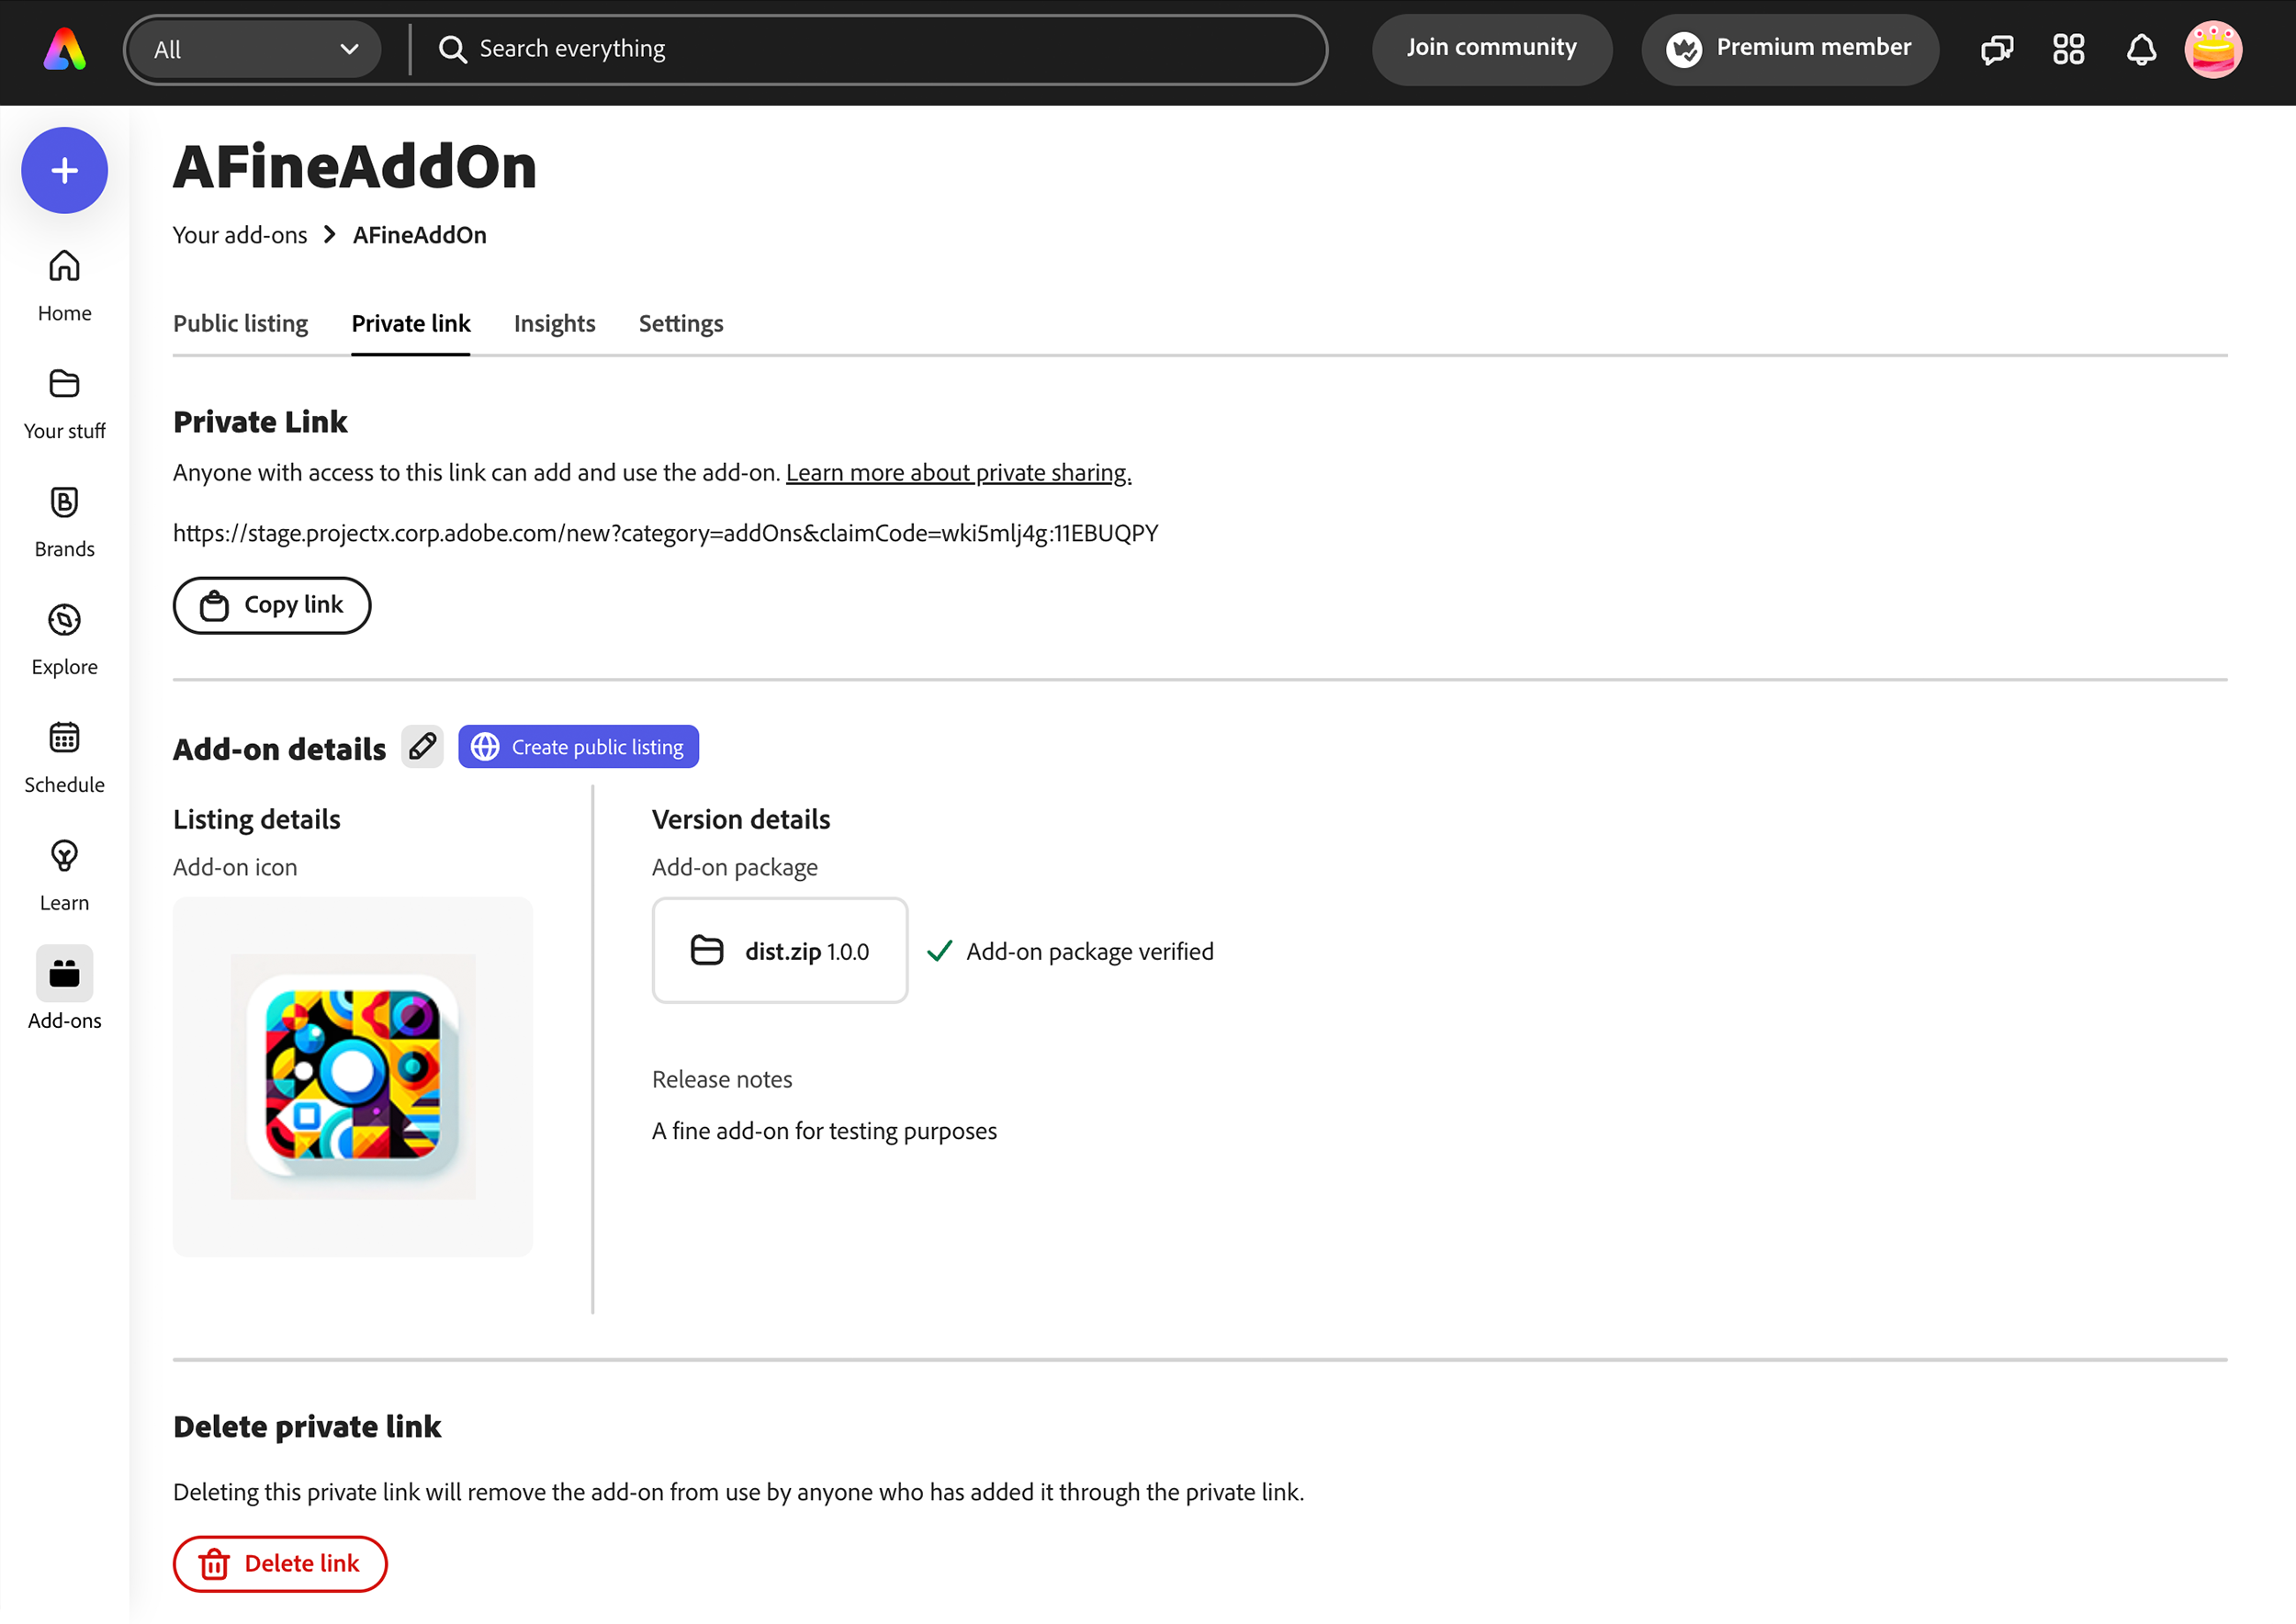 All
Search everything
Join community
Premium member
AFineAddOn
Your add-ons > AFineAddOn
Home
Public listing
Private link
Insights
Settings
Your stuff
Private Link
Anyone with access to this link can add and use the add-on. Learn more about private sharing.
Brands
https://stage.projectx.corp.adobe.com/new?category=addOns&claimCode=wki5mlj4g:11EBUQPY
Copy link
Explore
Add-on details
Create public listing
Schedule
Listing details
Version details
Add-on icon
Add-on package
Learn
dist.zip 1.0.0
Add-on package verified
Add-ons
Release notes
A fine add-on for testing purposes
Delete private link
Deleting this private link will remove the add-on from use by anyone who has added it through the private link.
Delete link